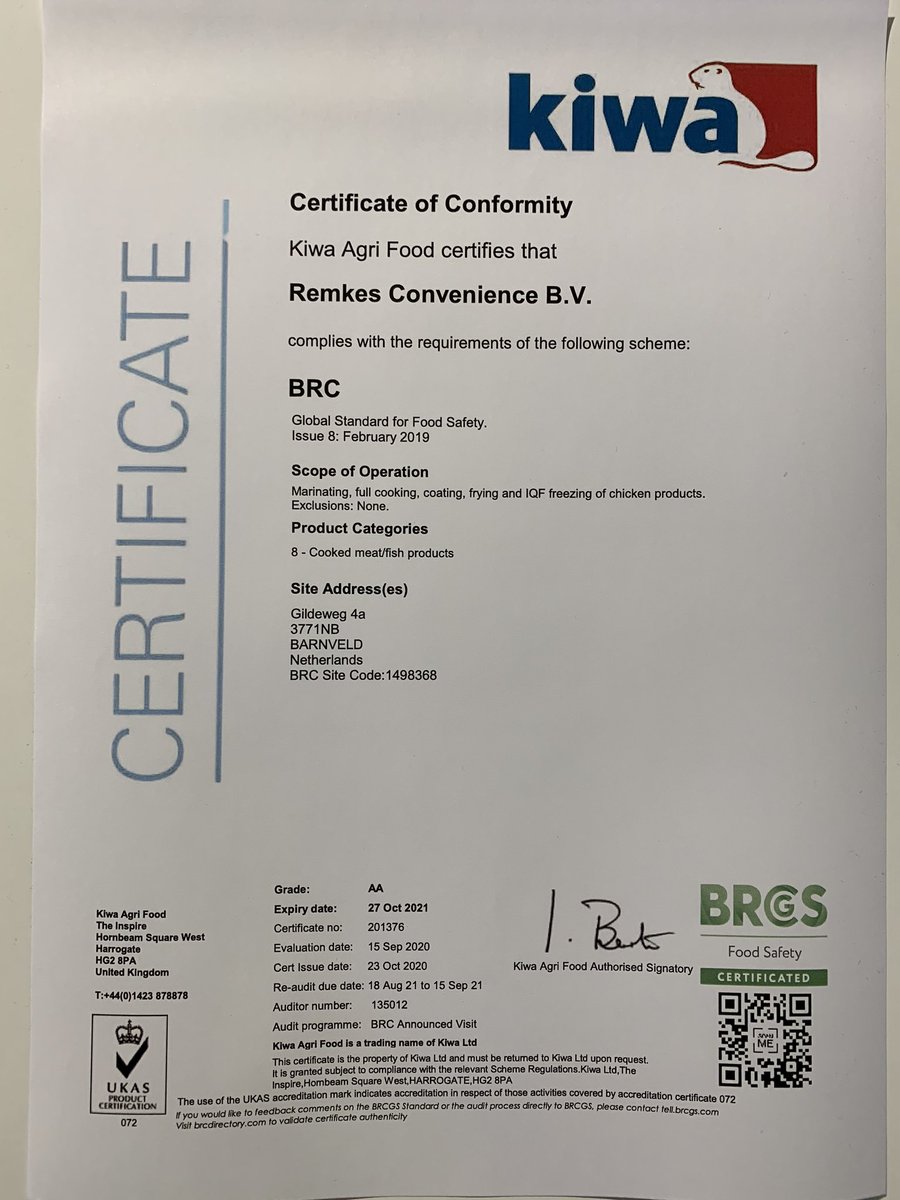 kiwa
CERTIFICATE
Certificate of Conformity
Kiwa Agri Food certifies that
Remkes Convenience B.V.
complies with the requirements of the following scheme:
BRC
Global Standard for Food Safety.
Issue 8: February 2019
Scope of Operation
Marinating, full cooking, coating, frying and IQF freezing of chicken products.
Exclusions: None.
Product Categories
8 - Cooked meat/fish products
Site Address(es)
Gildeweg 4a
3771NB
BARNVELD
Netherlands
BRC Site Code:1498368
Kiwa Agri Food
The Inspire
Hornbeam Square West
Harrogate
HG2 8PA
United Kingdom
T:+44(0)1423 878878
UKAS
PRODUCT
CERTIFICATION
072
Grade: AA
Expiry date: 27 Oct 2021
Certificate no: 201376
Evaluation date: 15 Sep 2020
Cert Issue date: 23 Oct 2020
Re-audit due date: 18 Aug 21 to 15 Sep 21
Auditor number: 135012
Audit programme: BRC Announced Visit
Kiwa Agri Food Authorised Signatory
BRCGS
Food Safety
CERTIFICATED
SCAN
ME
Kiwa Agri Food is a trading name of Kiwa Ltd
This certificate is the property of Kiwa Ltd and must be returned to Kiwa Ltd upon request.
It is granted subject to compliance with the relevant Scheme Regulations.Kiwa Ltd,The
Inspire,Hornbeam Square West,HARROGATE,HG2 8PA
The use of the UKAS accreditation mark indicates accreditation in respect of those activities covered by accreditation certificate 072
If you would like to feedback comments on the BRCGS Standard or the audit process directly to BRCGS, please contact tell.brcgs.com
Visit brcdirectory.com to validate certificate authenticity